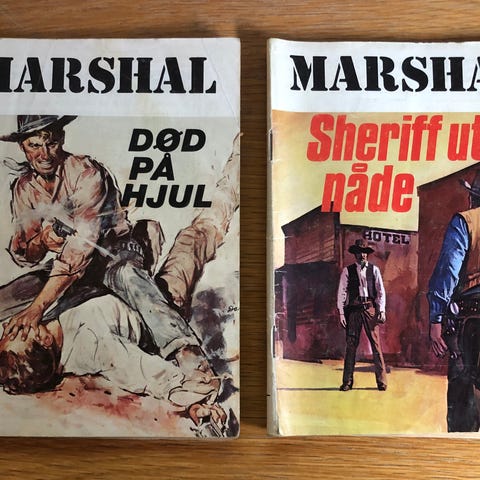 MARSHAL
DØD
PÅ
HJUL
MARSHA
Sheriff ut
nåde
HOTEL